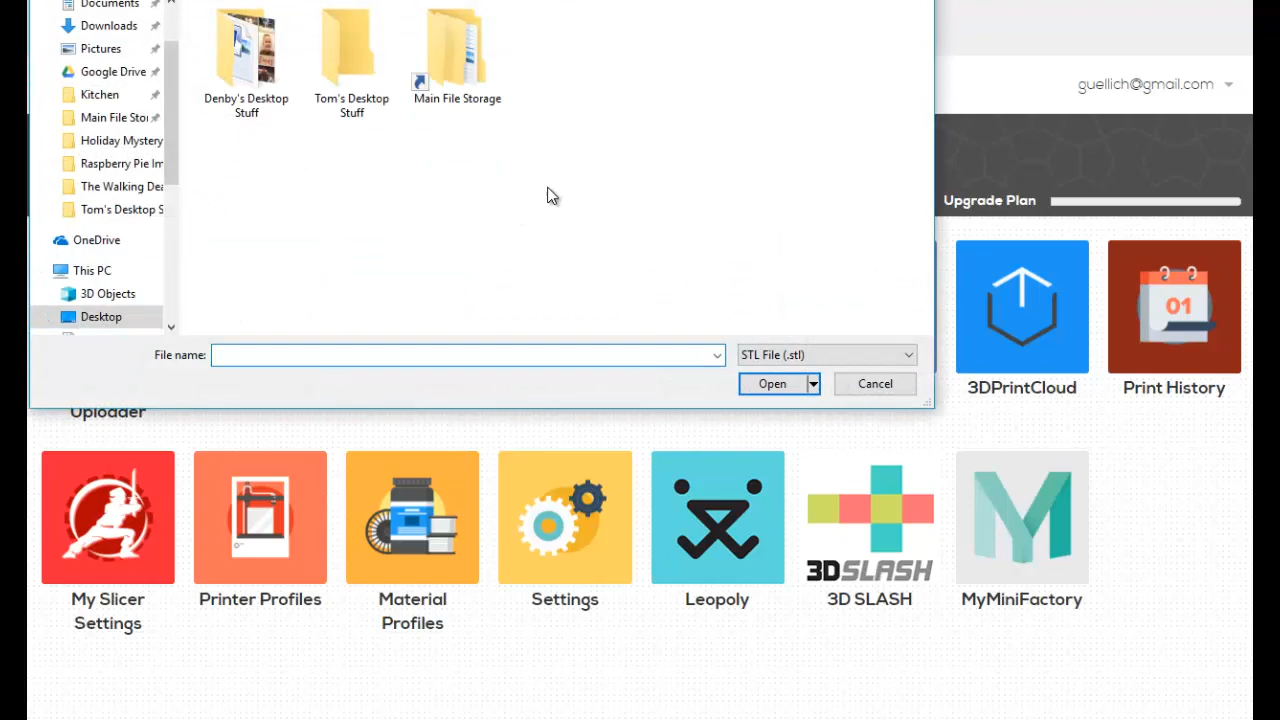 Documents
Downloads
Pictures
Google Drive
Kitchen
Main File Sto
Holiday Mystery
Raspberry Pie Im
The Walking Dea
Tom's Desktop S
OneDrive
This PC
3D Objects
Desktop
Denby's Desktop
Stuff
Tom's Desktop
Stuff
Main File Storage
File name:
STL File (.stl)
Open
Cancel
guellich@gmail.com
Upgrade Plan
01
3DPrintCloud
Print History
Uploader
3DSLASH
My Slicer
Settings
Printer Profiles
Material
Profiles
Settings
Leopoly
3D SLASH
MyMiniFactory